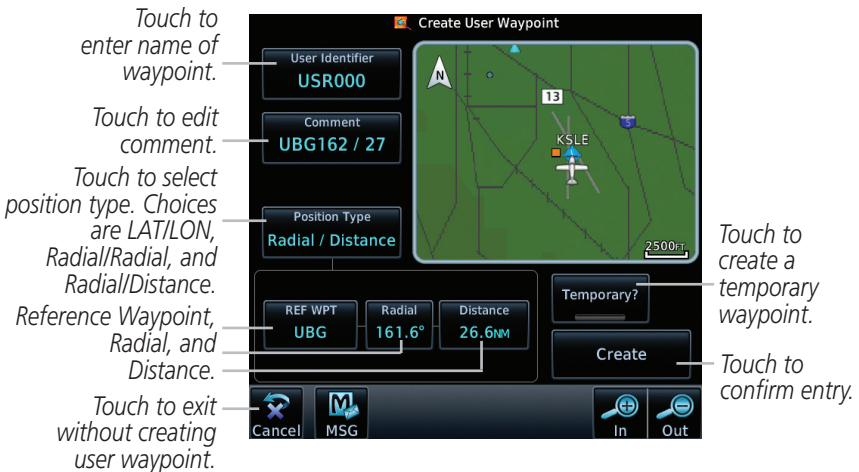 Touch to
enter name of
waypoint.
Touch to edit
comment.
Touch to select
position type. Choices
are LAT/LON,
Radial/Radial, and
Radial/Distance.
Reference Waypoint,
Radial, and
Distance.
Touch to exit
without creating
user waypoint.
Create User Waypoint
User Identifier
USR000
Comment
UBG162 / 27
Position Type
Radial / Distance
N
13
5
KSLE
2500FT
REF WPT
UBG
Radial
161.6°
Distance
26.6NM
Temporary?
Create
Cancel
MSG
In
Out
Touch to
create a
temporary
waypoint.
Touch to
confirm entry.